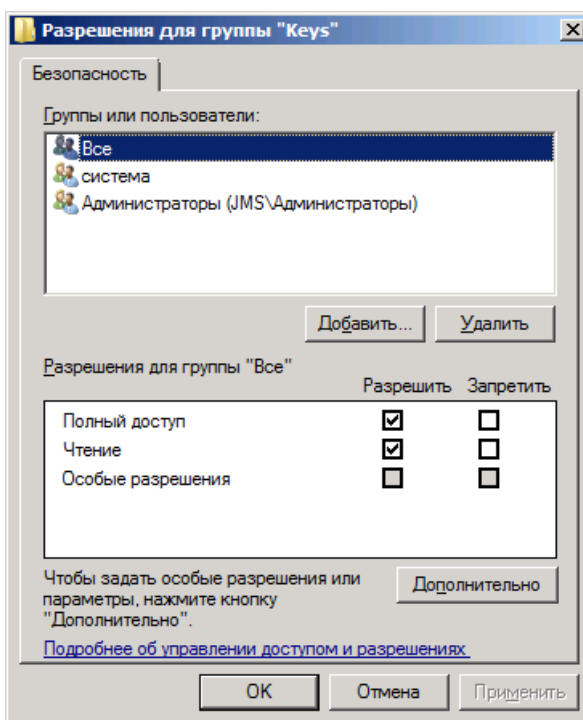 Разрешения для группы "Keys"
Безопасность
Группы или пользователи:
Все
система
Администраторы (JMS\Администраторы)
Добавить... Удалить
Разрешения для группы "Все"
Разрешить Запретить
Полный доступ
Чтение
Особые разрешения
Чтобы задать особые разрешения или
параметры, нажмите кнопку
"Дополнительно".
Дополнительно
Подробнее об управлении доступом и разрешениях
OK Отмена Применить